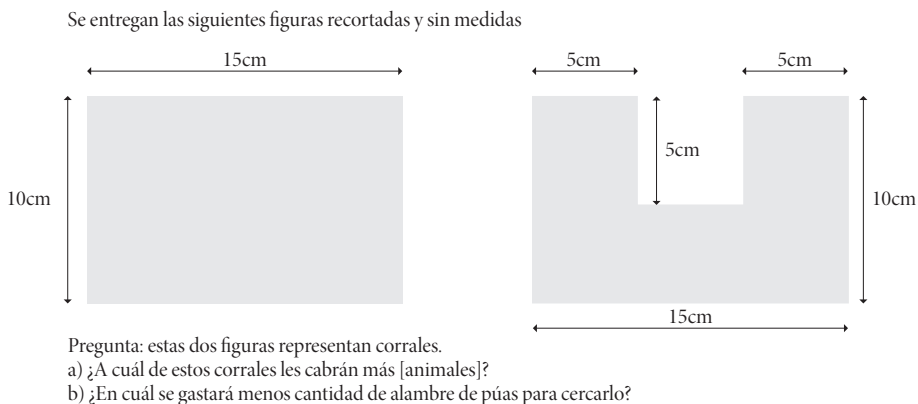 Se entregan las siguientes figuras recortadas y sin medidas
15cm
10cm
5cm
5cm
5cm
10cm
15cm
Pregunta: estas dos figuras representan corrales.
a) ¿A cuál de estos corrales les cabrán más [animales]?
b) ¿En cuál se gastará menos cantidad de alambre de púas para cercarlo?